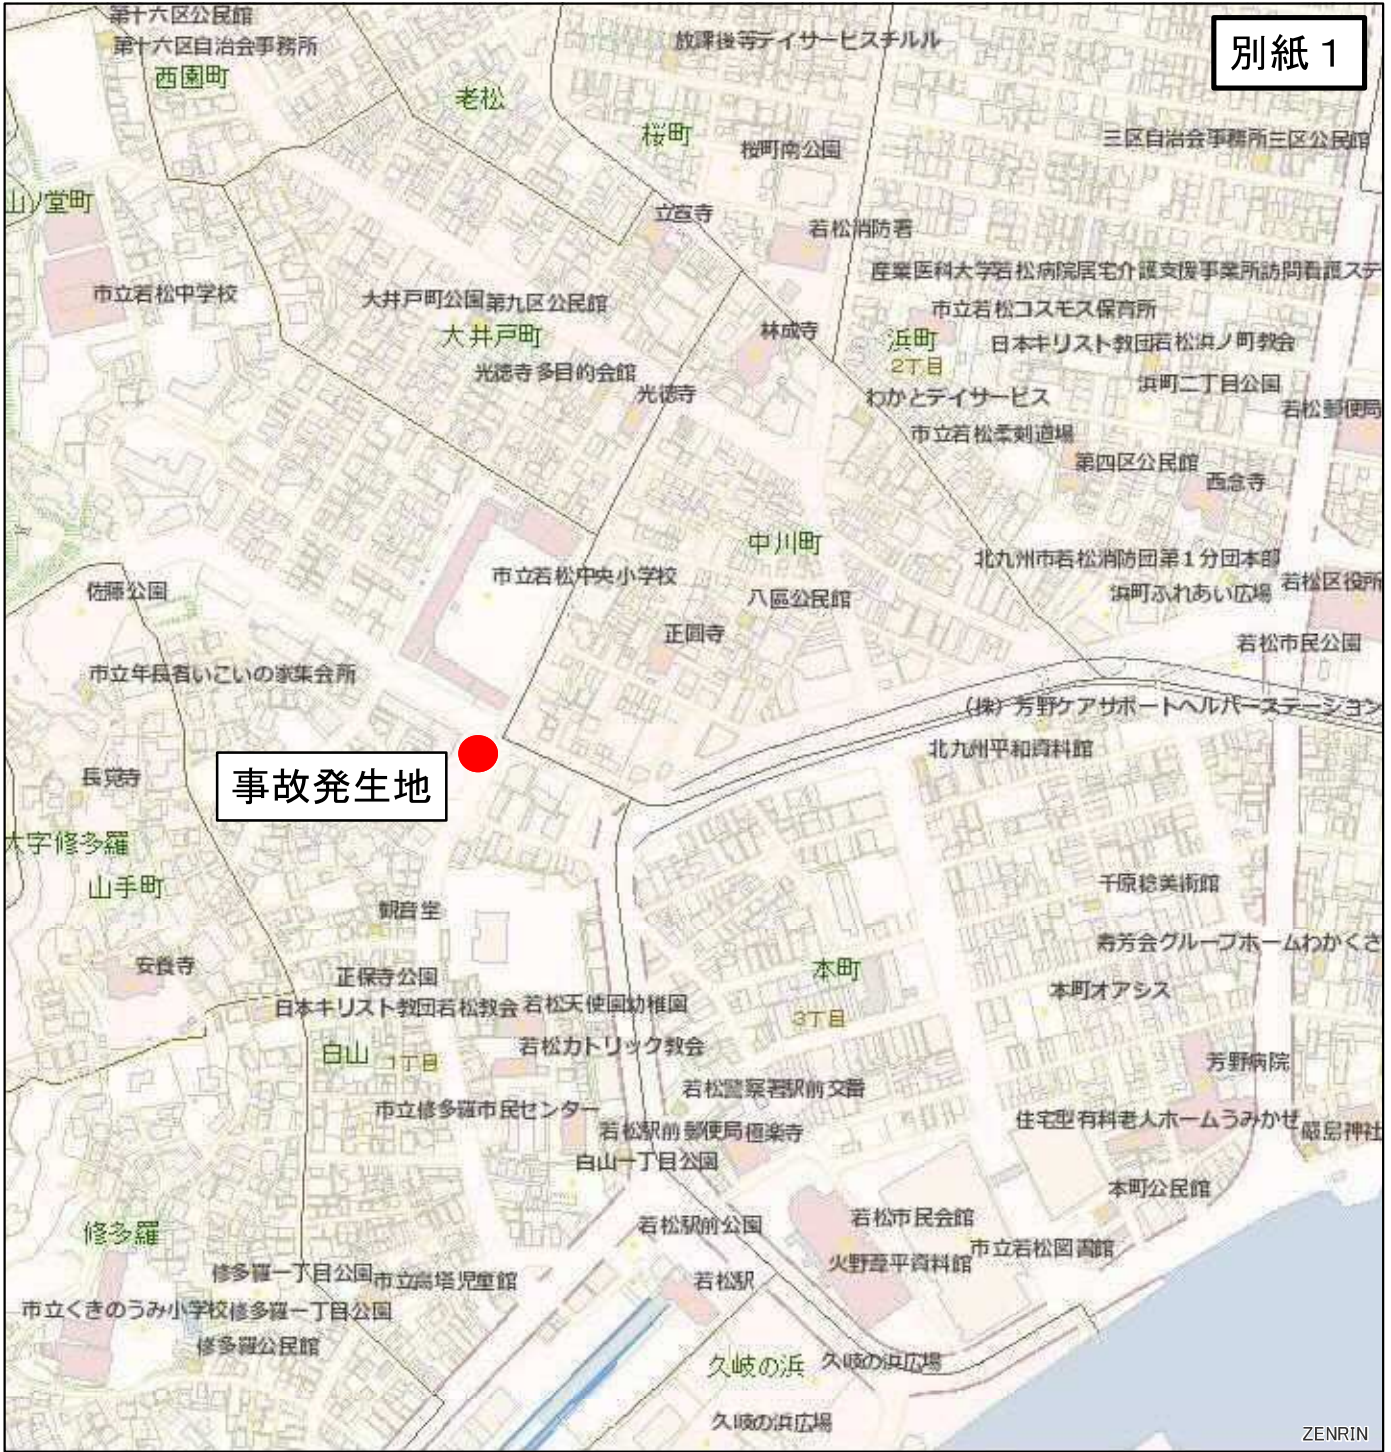 別紙１
第十六区公民館
第十六区自治会事務所
西園町
老松
放課後等デイサービスチルル
桜町
桜町南公園
三区自治会事務所三区公民館
山ノ堂町
立宣寺
若松消防署
市立若松中学校
産業医科大学若松病院居宅介護支援事業所訪問看護ステ
大井戸町公園第九区公民館
大井戸町
市立若松コスモス保育所
林成寺
浜町
2丁目
日本キリスト教団若松浜ノ町教会
光徳寺多目的会館
光徳寺
浜町二丁目公園
わかとデイサービス
若松郵便局
市立若松柔剣道場
第四区公民館
西念寺
中川町
北九州市若松消防団第１分団本部
市立若松中央小学校
若松区役所
佐藤公園
八區公民館
浜町ふれあい広場
正圓寺
若松市民公園
市立年長者いこいの家集会所
(株)芳野ケアサポートヘルパーステーション
北九州平和資料館
事故発生地
長覚寺
大字修多羅
山手町
千原稔美術館
観音堂
寿芳会グループホームわかくさ
安養寺
正保寺公園
本町
3丁目
本町オアシス
日本キリスト教団若松教会
若松天使園幼稚園
白山
1丁目
若松カトリック教会
芳野病院
若松警察署駅前交番
市立修多羅市民センター
住宅型有料老人ホームうみかぜ
若松駅前郵便局極楽寺
厳島神社
白山一丁目公園
本町公民館
修多羅
若松駅前公園
若松市民会館
市立若松図書館
火野葦平資料館
修多羅一丁目公園
市立高塔児童館
若松駅
市立くきのうみ小学校修多羅一丁目公園
修多羅公民館
久岐の浜
久岐の浜広場
久岐の浜広場
ZENRIN